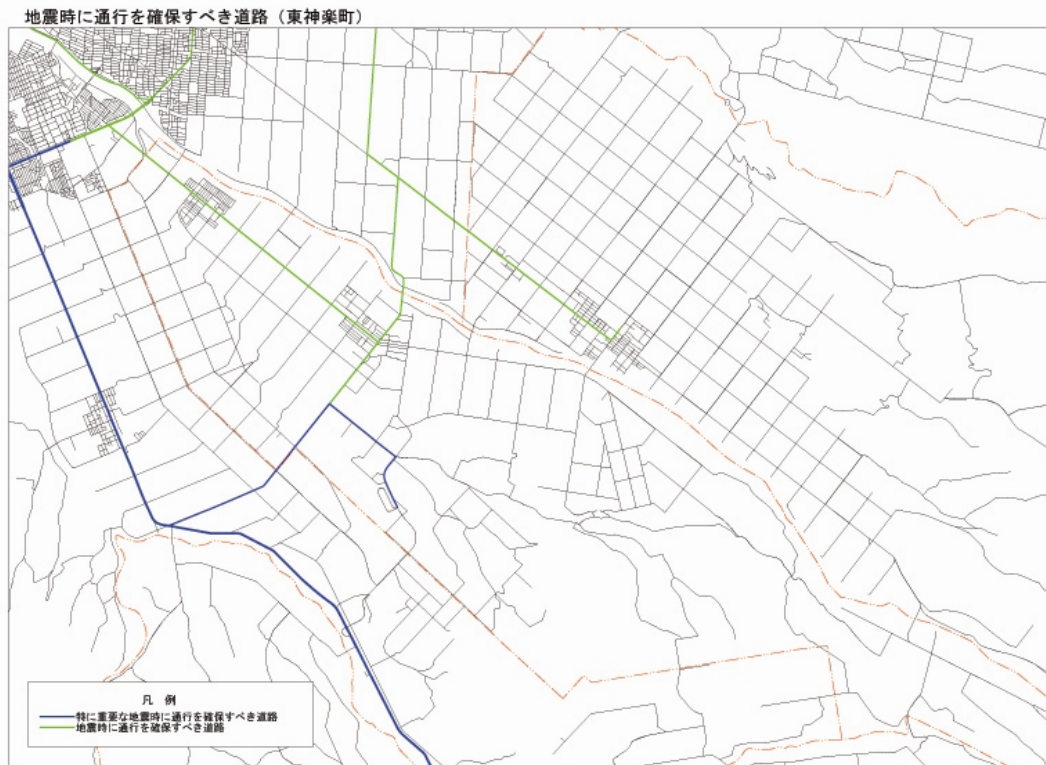 地震時に通行を確保すべき道路（東神楽町）
凡 例
特に重要な地震時に通行を確保すべき道路
地震時に通行を確保すべき道路